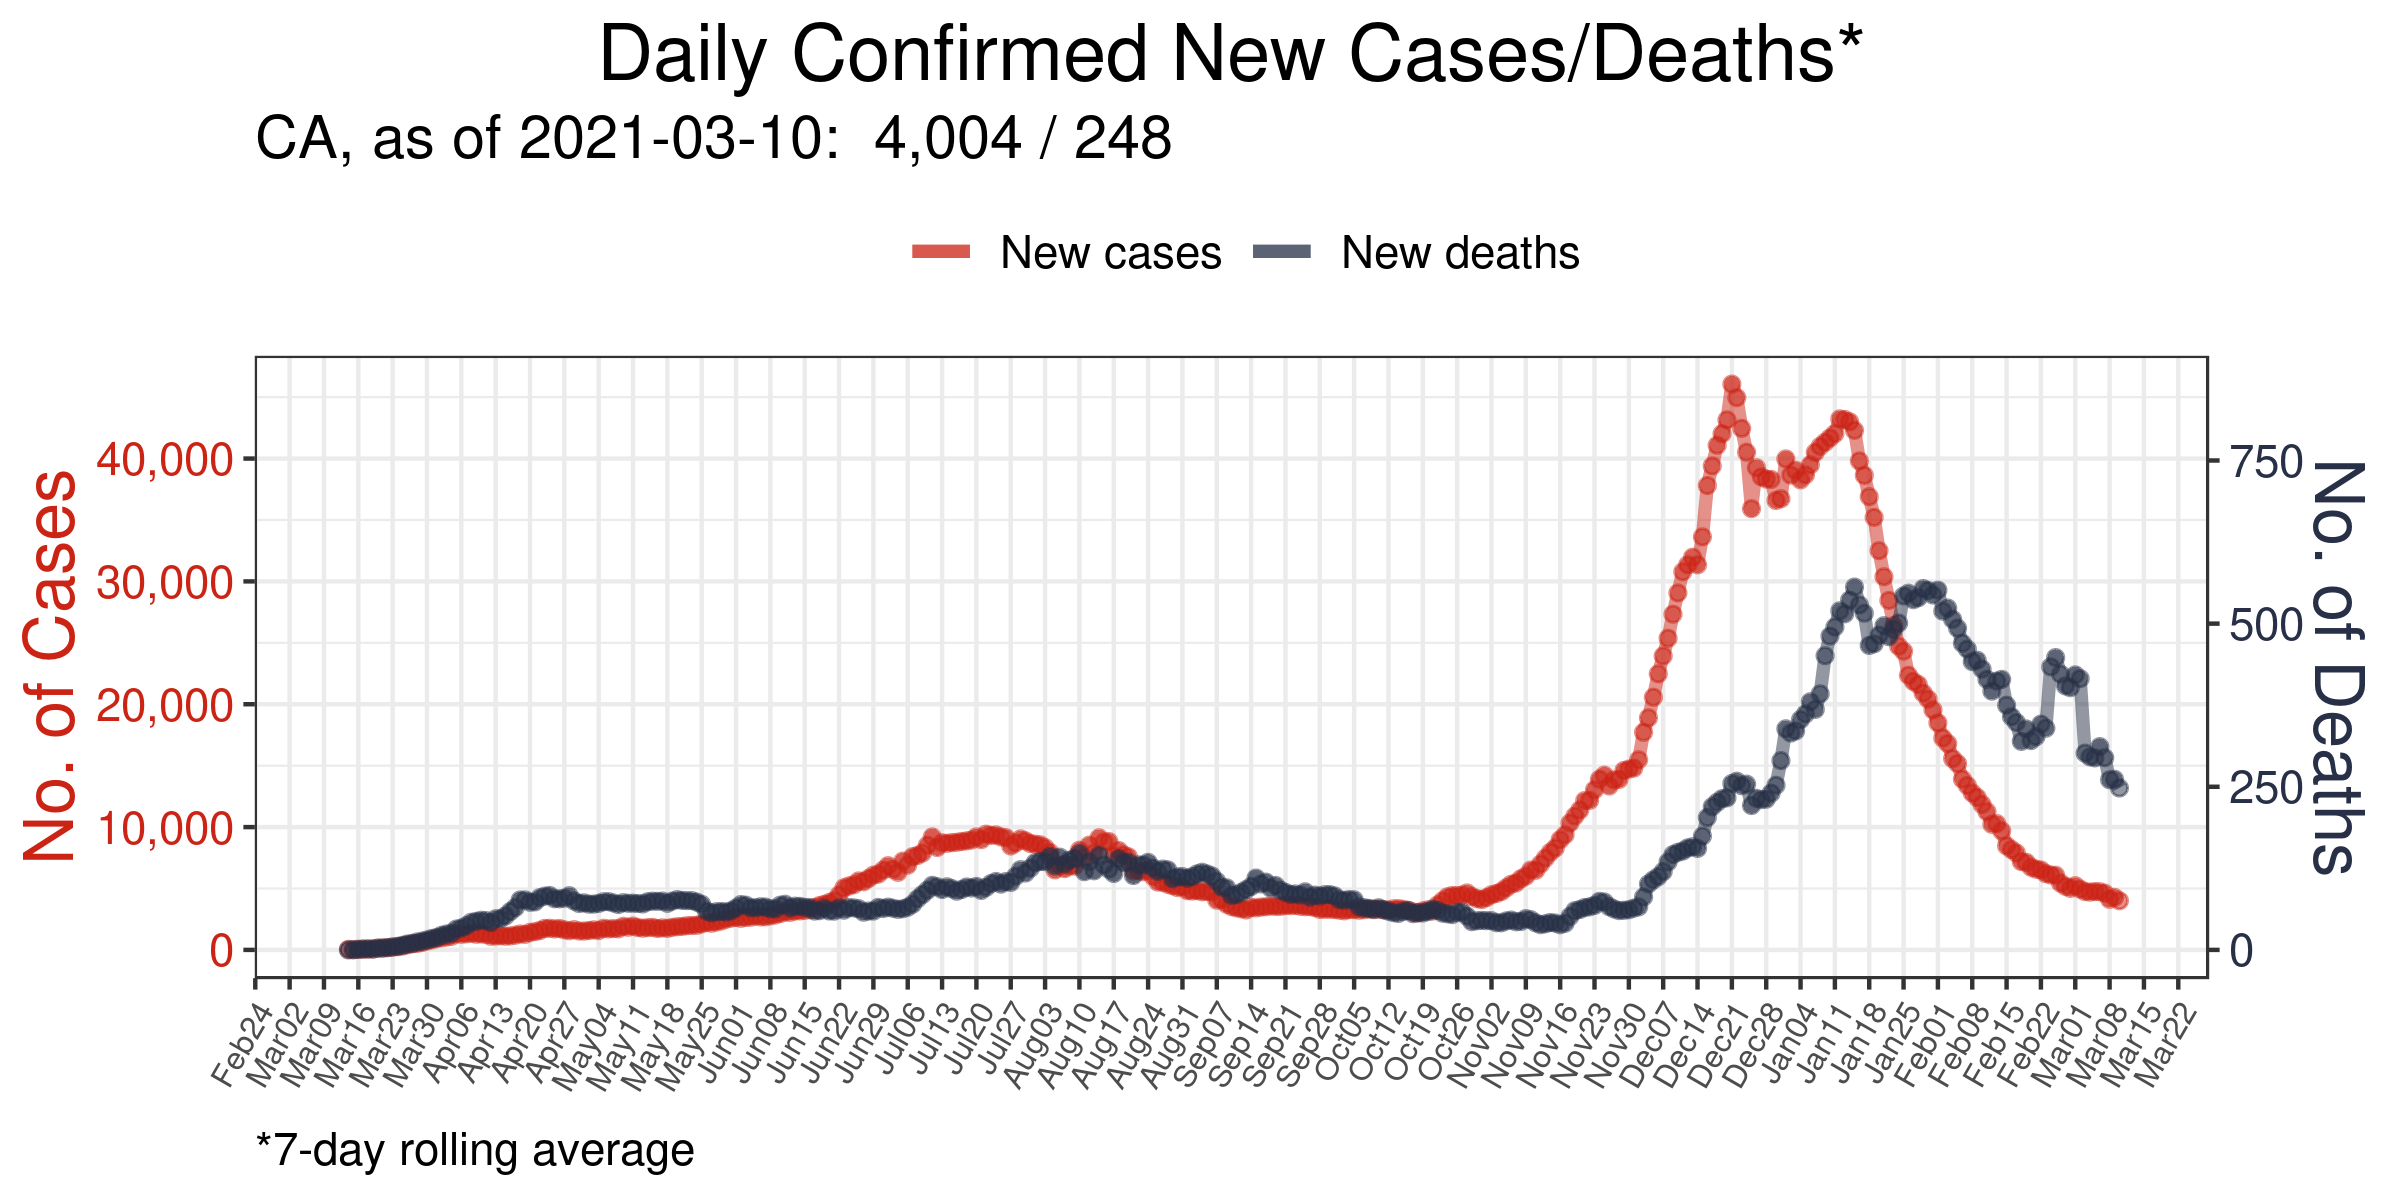 Daily Confirmed New Cases/Deaths*
CA, as of 2021-03-10:  4,004 / 248
New cases
New deaths
No. of Cases
40,000
30,000
20,000
10,000
0
750
500
250
0
No. of Deaths
Feb24
Mar02
Mar09
Mar16
Mar23
Mar30
Apr06
Apr13
Apr20
Apr27
May04
May11
May18
May25
Jun01
Jun08
Jun15
Jun22
Jun29
Jul06
Jul13
Jul20
Jul27
Aug03
Aug10
Aug17
Aug24
Aug31
Sep07
Sep14
Sep21
Sep28
Oct05
Oct12
Oct19
Oct26
Nov02
Nov09
Nov16
Nov23
Nov30
Dec07
Dec14
Dec21
Dec28
Jan04
Jan11
Jan18
Jan25
Feb01
Feb08
Feb15
Feb22
Mar01
Mar08
Mar15
Mar22
*7-day rolling average